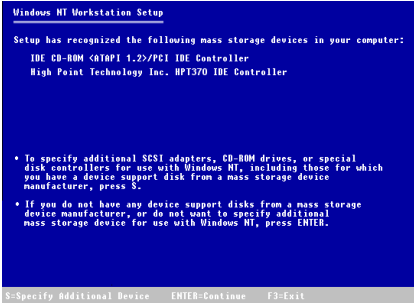 Windows NT Workstation Setup
Setup has recognized the following mass storage devices in your computer:
IDE CD-ROM <ATAPI 1.2>/PCI IDE Controller
High Point Technology Inc. HPT370 IDE Controller
• To specify additional SCSI adapters, CD-ROM drives, or special
disk controllers for use with Windows NT, including those for which
you have a device support disk from a mass storage device
manufacturer, press S.
• If you do not have any device support disks from a mass storage
device manufacturer, or do not want to specify additional
mass storage device for use with Windows NT, press ENTER.
S=Specify Additional Device ENTER=Continue F3=Exit